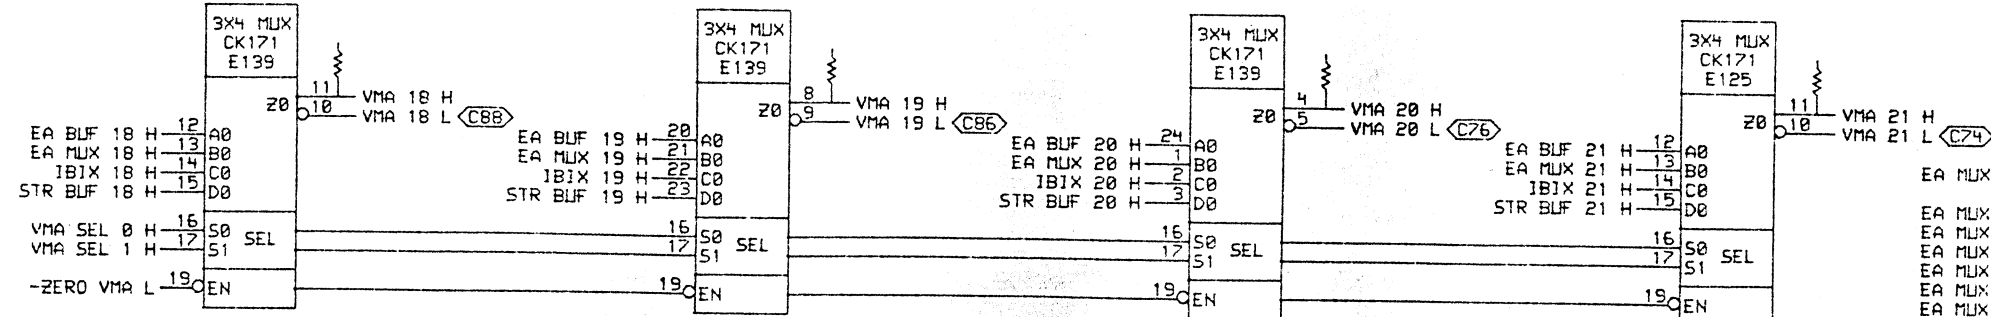 3X4 MUX
CK171
E139
Z0
11 VMA 18 H
10 VMA 18 L C88
EA BUF 18 H 12 A0
EA MUX 18 H 13 B0
IBIX 18 H 14 C0
STR BUF 18 H 15 D0
VMA SEL 0 H 16 S0 SEL
VMA SEL 1 H 17 S1
-ZERO VMA L 19 EN
3X4 MUX
CK171
E139
Z0
8 VMA 19 H
9 VMA 19 L C86
EA BUF 19 H 20 A0
EA MUX 19 H 21 B0
IBIX 19 H 22 C0
STR BUF 19 H 23 D0
16 S0 SEL
17 S1
19 EN
3X4 MUX
CK171
E139
Z0
4 VMA 20 H
5 VMA 20 L C76
EA BUF 20 H 24 A0
EA MUX 20 H 1 B0
IBIX 20 H 2 C0
STR BUF 20 H 3 D0
16 S0 SEL
17 S1
19 EN
3X4 MUX
CK171
E125
Z0
11 VMA 21 H
10 VMA 21 L C74
EA BUF 21 H 12 A0
EA MUX 21 H 13 B0
IBIX 21 H 14 C0
STR BUF 21 H 15 D0
16 S0 SEL
17 S1
19 EN
EA MUX
EA MUX
EA MUX
EA MUX
EA MUX
EA MUX
EA MUX